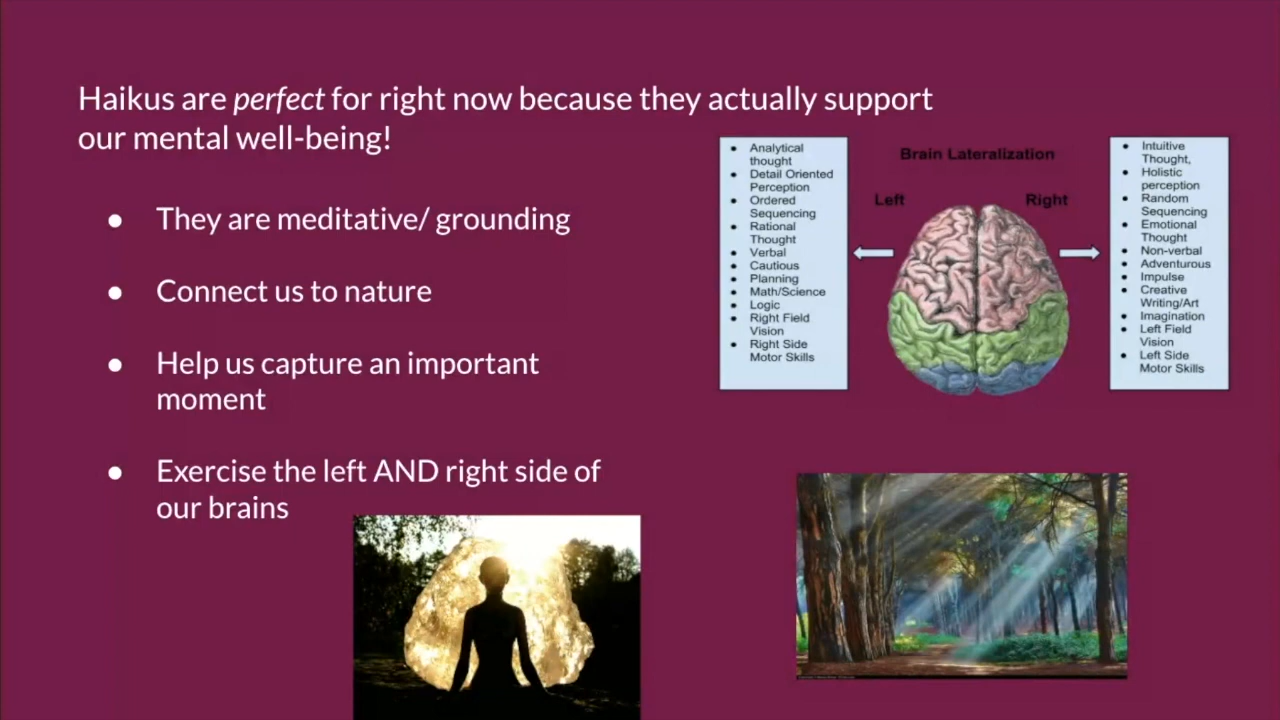 Haikus are perfect for right now because they actually support
our mental well-being!
● They are meditative/ grounding
● Connect us to nature
● Help us capture an important
moment
● Exercise the left AND right side of
our brains
Brain Lateralization
Left
Right
● Analytical
thought
● Detail Oriented
Perception
● Ordered
Sequencing
● Rational
Thought
● Verbal
● Cautious
● Planning
● Math/Science
● Logic
● Right Field
Vision
● Right Side
Motor Skills
● Intuitive
Thought,
● Holistic
perception
● Random
Sequencing
● Emotional
Thought
● Non-verbal
● Adventurous
● Impulse
● Creative
Writing/Art
● Imagination
● Left Field
Vision
● Left Side
Motor Skills